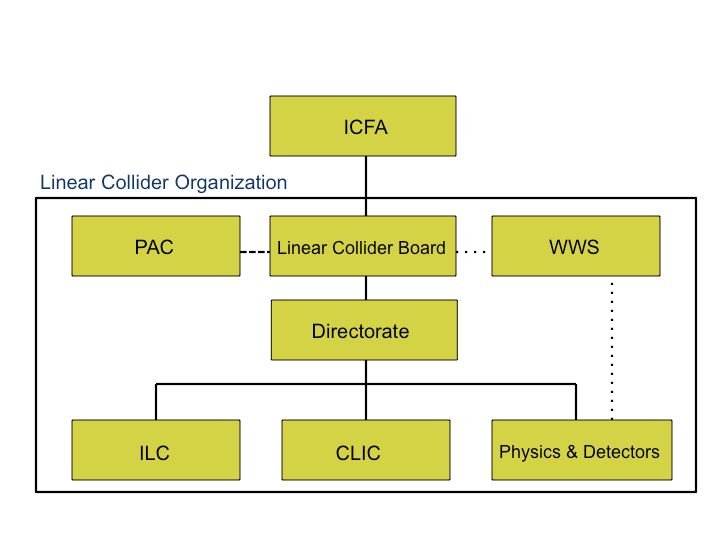 ICFA
Linear Collider Organization
PAC
Linear Collider Board
WWS
Directorate
ILC
CLIC
Physics & Detectors